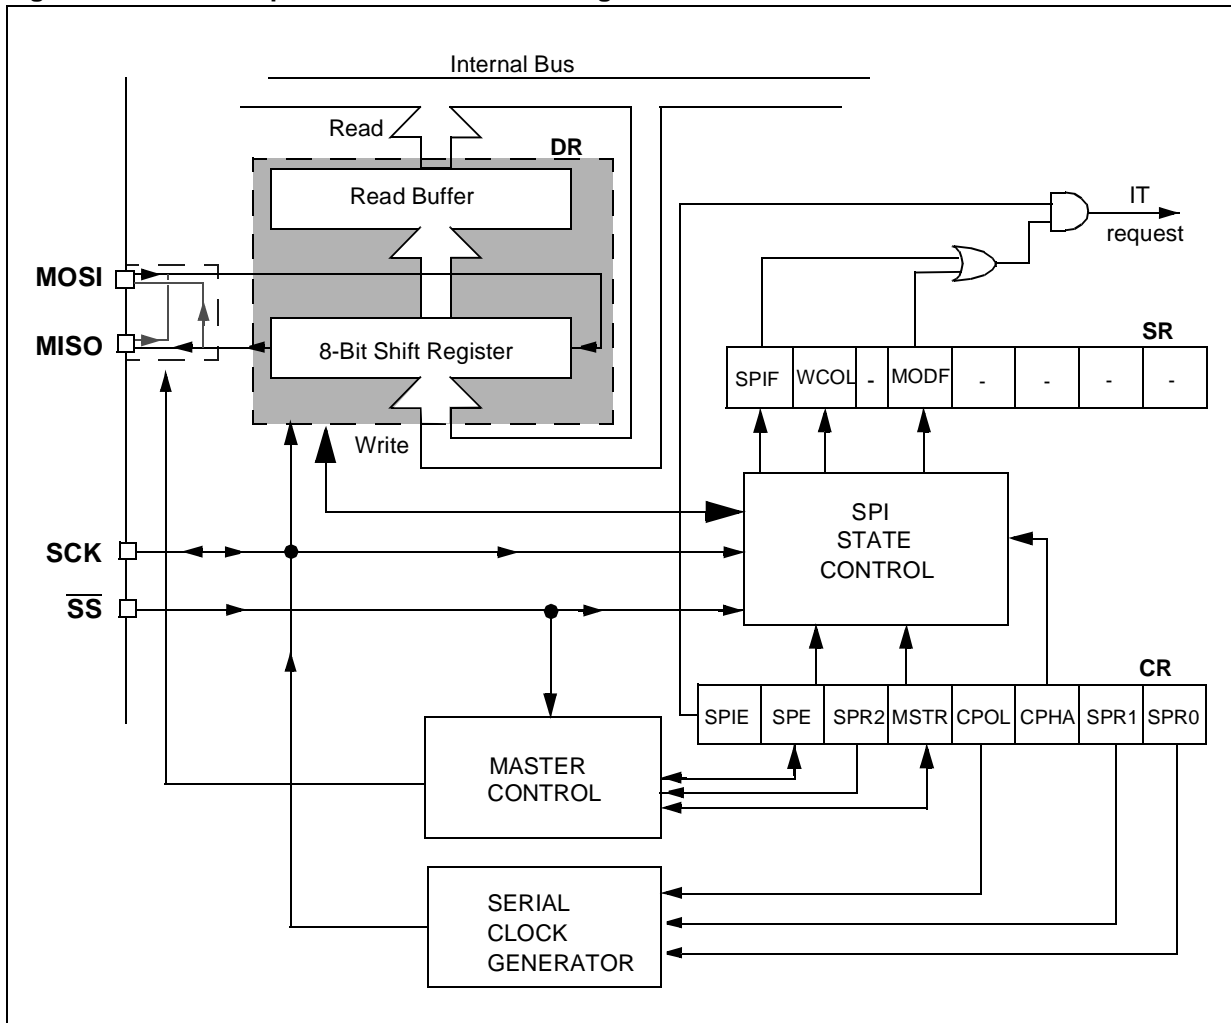 Internal Bus
Read
DR
Read Buffer
IT
request
MOSI
MISO
8-Bit Shift Register
SR
SPIF WCOL - MODF - - - -
Write
SPI
STATE
CONTROL
SCK
SS
CR
SPIE SPE SPR2 MSTR CPOL CPHA SPR1 SPR0
MASTER
CONTROL
SERIAL
CLOCK
GENERATOR